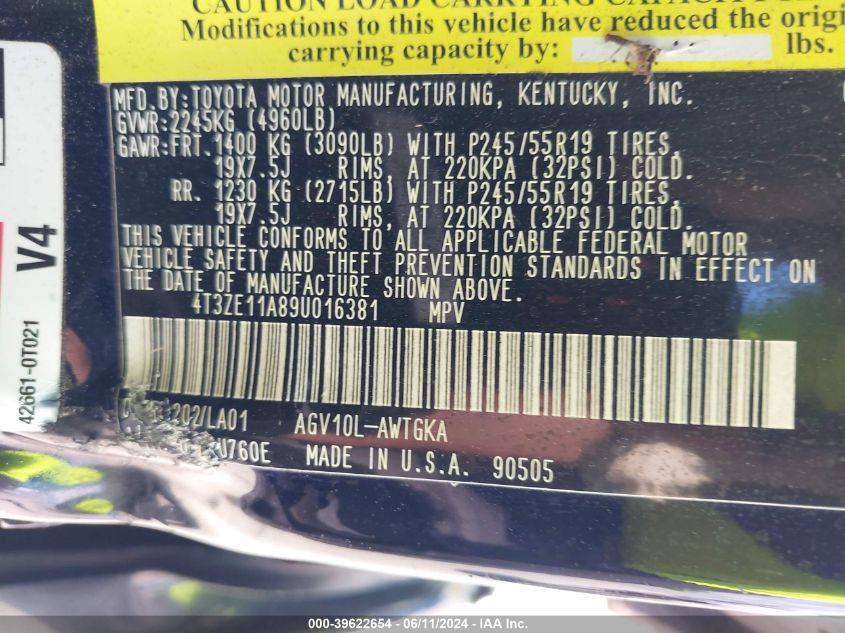 Modifications to this vehicle have reduced the
carrying capacity by: lbs.
MFD.BY:TOYOTA MOTOR MANUFACTURING, KENTUCKY, INC.
GVWR:2245KG (4960LB)
GAWR:FRT.1400 KG (3090LB) WITH P245/55R19 TIRES,
19X7.5J RIMS, AT 220KPA (32PSI) COLD.
RR. 1230 KG (2715LB) WITH P245/55R19 TIRES,
19X7.5J RIMS, AT 220KPA (32PSI) COLD.
THIS VEHICLE CONFORMS TO ALL APPLICABLE FEDERAL MOTOR
VEHICLE SAFETY AND THEFT PREVENTION STANDARDS IN EFFECT ON
THE DATE OF MANUFACTURE SHOWN ABOVE.
4T3ZE11A89U016381 MPV
202/LA01 AGV10L-AWTGKA
U760E MADE IN U.S.A. 90505
V4
42661-0T021
000-39622654 - 06/11/2024 - IAA Inc.